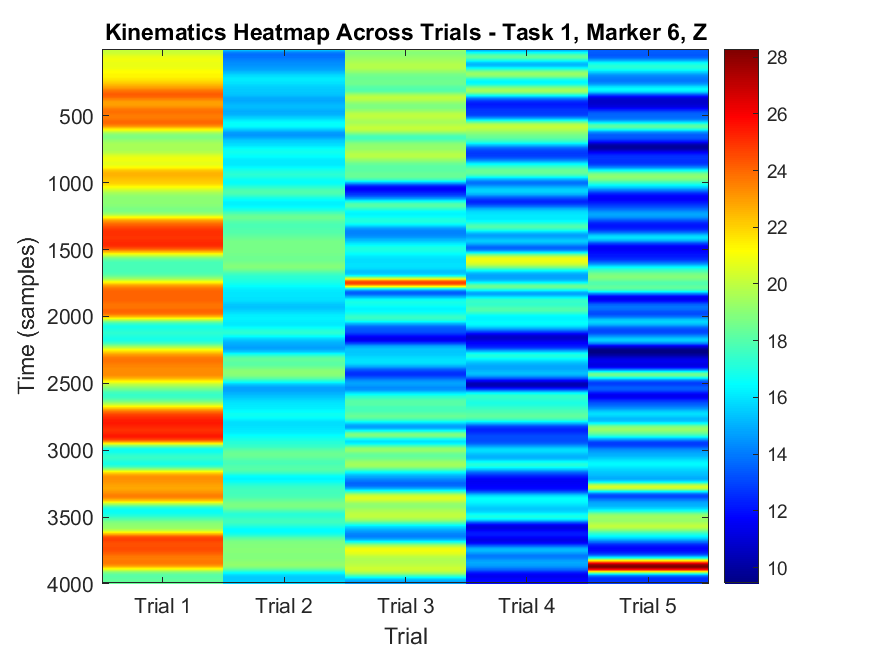 Kinematics Heatmap Across Trials - Task 1, Marker 6, Z
Time (samples)
500
1000
1500
2000
2500
3000
3500
4000
Trial 1
Trial 2
Trial 3
Trial 4
Trial 5
Trial
28
26
24
22
20
18
16
14
12
10